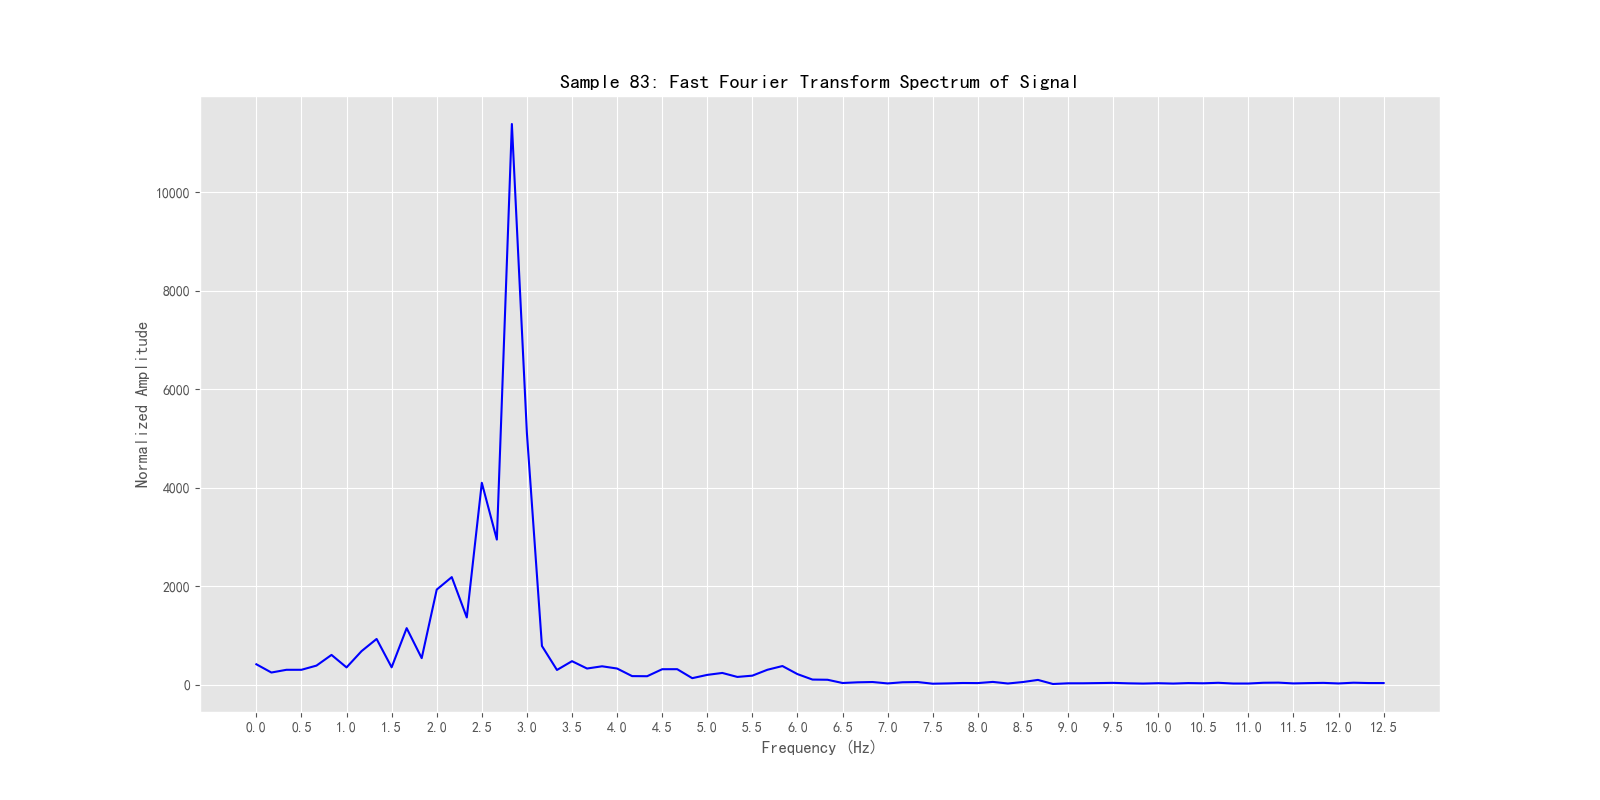 Sample 83: Fast Fourier Transform Spectrum of Signal
Normalized Amplitude
10000
8000
6000
4000
2000
0
0.0 0.5 1.0 1.5 2.0 2.5 3.0 3.5 4.0 4.5 5.0 5.5 6.0 6.5 7.0 7.5 8.0 8.5 9.0 9.5 10.0 10.5 11.0 11.5 12.0 12.5
Frequency (Hz)